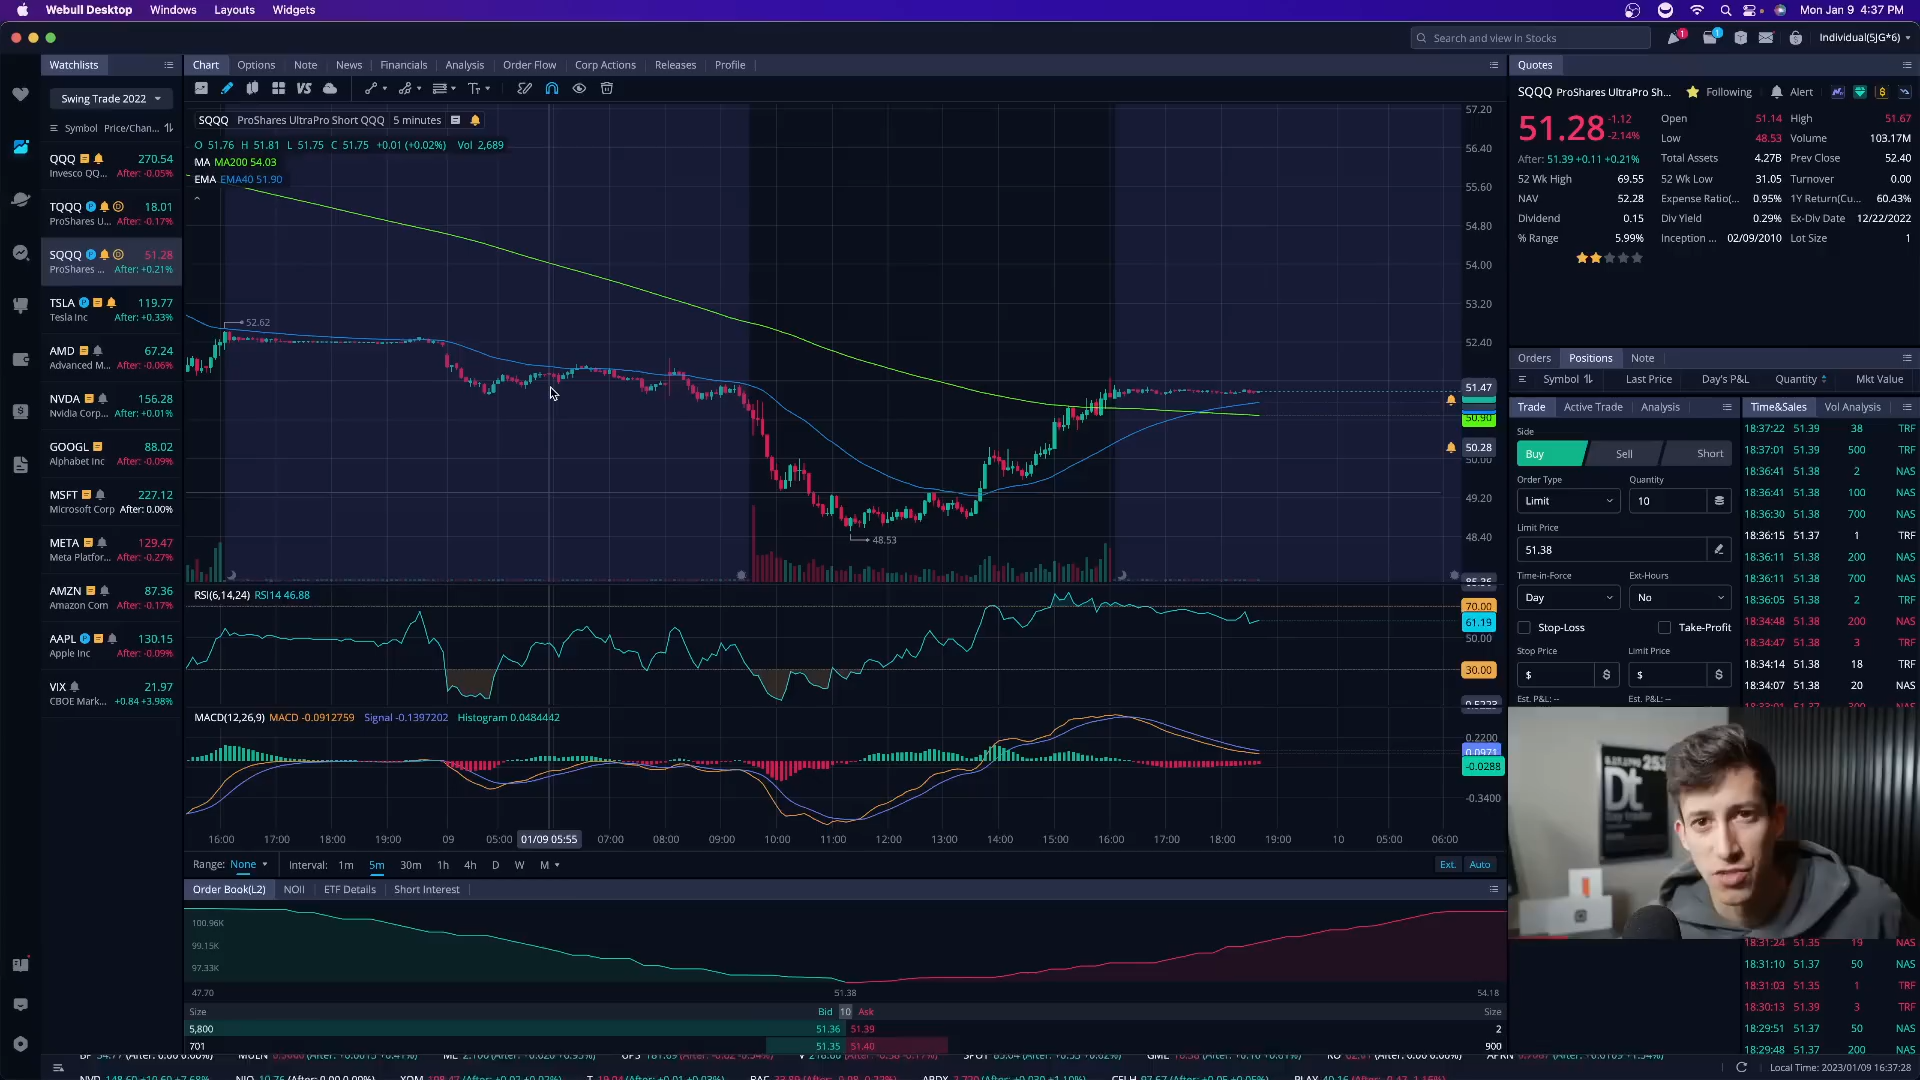 Webull Desktop Windows Layouts Widgets
Mon Jan 9 4:37 PM
Search and view in Stocks
1
1
Individual(5JG*6)
Watchlists
Swing Trade 2022
Symbol Price/Chan...
QQQ 270.54
Invesco QQ... After: -0.05%
TQQQ 18.01
ProShares U... After: -0.17%
SQQQ 51.28
ProShares ... After: +0.21%
TSLA 119.77
Tesla Inc After: +0.33%
AMD 67.24
Advanced M... After: -0.06%
NVDA 156.28
Nvidia Corp... After: +0.01%
GOOGL 88.02
Alphabet Inc After: -0.09%
MSFT 227.12
Microsoft Corp After: 0.00%
META 129.47
Meta Platfor... After: -0.27%
AMZN 87.36
Amazon Com After: -0.17%
AAPL 130.15
Apple Inc After: -0.09%
VIX 21.97
CBOE Mark... +0.84 +3.98%
Chart Options Note News Financials Analysis Order Flow Corp Actions Releases Profile
VS
SQQQ ProShares UltraPro Short QQQ 5 minutes
O 51.76 H 51.81 L 51.75 C 51.75 +0.01 (+0.02%) Vol 2,689
MA MA200 54.03
EMA EMA40 51.90
52.62
48.53
57.20
56.40
55.60
54.80
54.00
53.20
52.40
51.47
50.90
50.28
50.00
49.20
48.40
RSI(6,14,24) RSI14 46.88
70.00
61.19
50.00
30.00
MACD(12,26,9) MACD -0.0912759 Signal -0.1397202 Histogram 0.0484442
0.2200
0.0971
-0.0288
-0.3400
16:00 17:00 18:00 19:00 09 05:00 01/09 05:55 07:00 08:00 09:00 10:00 11:00 12:00 13:00 14:00 15:00 16:00 17:00 18:00 19:00 10 05:00 06:00
Range: None Interval: 1m 5m 30m 1h 4h D W M
Ext. Auto
Order Book(L2) NOII ETF Details Short Interest
100.96K
99.15K
97.33K
47.70 51.38 54.18
Size Bid 10 Ask Size
5,800 51.36 51.39 2
701 51.35 51.40 900
Quotes
SQQQ ProShares UltraPro Sh... Following Alert
51.28 -1.12
-2.14%
After: 51.39 +0.11 +0.21%
Open 51.14 High 51.67
Low 48.53 Volume 103.17M
Total Assets 4.27B Prev Close 52.40
52 Wk High 69.55 52 Wk Low 31.05 Turnover 0.00
NAV 52.28 Expense Ratio(... 0.95% 1Y Return(Cu... 60.43%
Dividend 0.15 Div Yield 0.29% Ex-Div Date 12/22/2022
% Range 5.99% Inception ... 02/09/2010 Lot Size 1
Orders Positions Note
Symbol Last Price Day's P&L Quantity Mkt Value
Trade Active Trade Analysis
Side
Buy Sell Short
Order Type Quantity
Limit 10
Limit Price
51.38
Time-in-Force Ext-Hours
Day No
Stop-Loss Take-Profit
Stop Price Limit Price
$ $ $ $
Est. P&L: -- Est. P&L: --
Time&Sales Vol Analysis
18:37:22 51.39 38 TRF
18:37:01 51.39 500 TRF
18:36:41 51.38 2 NAS
18:36:41 51.38 100 NAS
18:36:30 51.38 700 NAS
18:36:15 51.37 1 TRF
18:36:11 51.38 200 NAS
18:36:11 51.38 700 NAS
18:36:05 51.38 2 TRF
18:34:48 51.38 200 NAS
18:34:47 51.38 3 TRF
18:34:14 51.38 18 TRF
18:34:07 51.38 20 NAS
18:31:24 51.35 19 NAS
18:31:10 51.37 50 NAS
18:31:03 51.35 1 TRF
18:30:13 51.39 3 TRF
18:29:51 51.37 50 NAS
18:29:48 51.37 200 NAS
Dt
Local Time: 2023/01/09 16:37:28